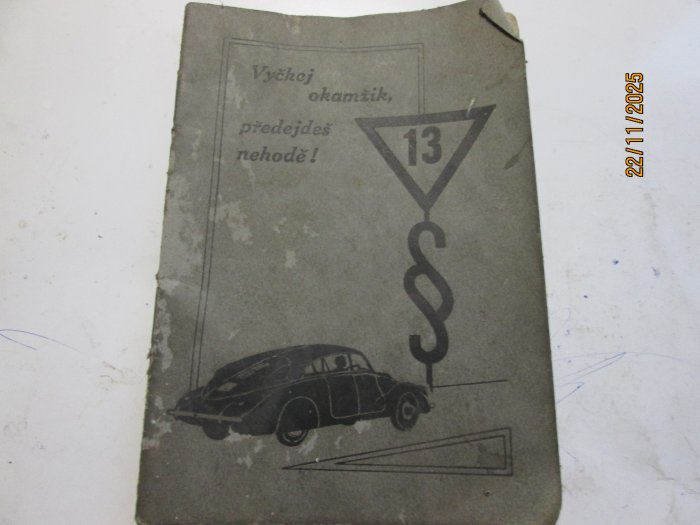 Vyčkej
okamžik,
předejdeš
nehodě!
13
§
22/11/2025